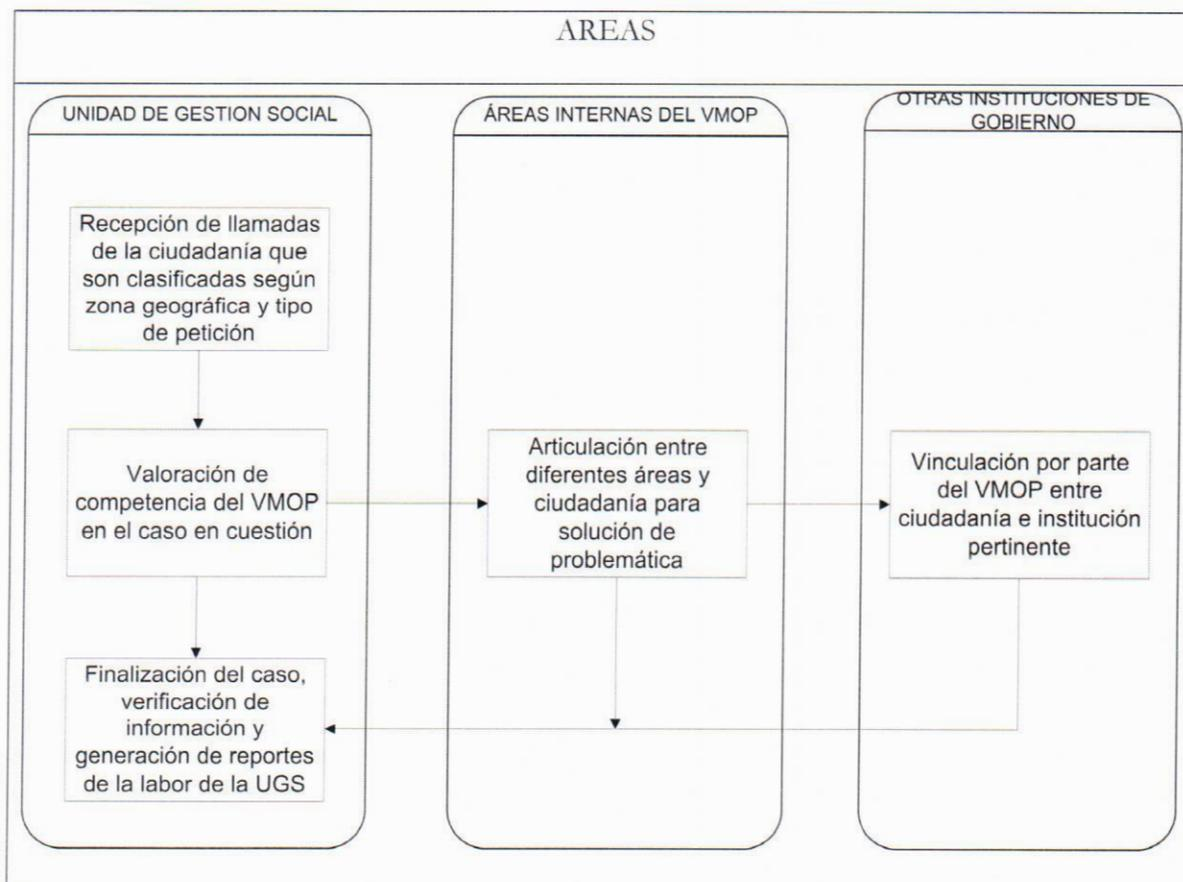 AREAS
UNIDAD DE GESTION SOCIAL
ÁREAS INTERNAS DEL VMOP
OTRAS INSTITUCIONES DE
GOBIERNO
Recepción de llamadas
de la ciudadanía que
son clasificadas según
zona geográfica y tipo
de petición
Valoración de
competencia del VMOP
en el caso en cuestión
Articulación entre
diferentes áreas y
ciudadanía para
solución de
problemática
Vinculación por parte
del VMOP entre
ciudadanía e institución
pertinente
Finalización del caso,
verificación de
información y
generación de reportes
de la labor de la UGS